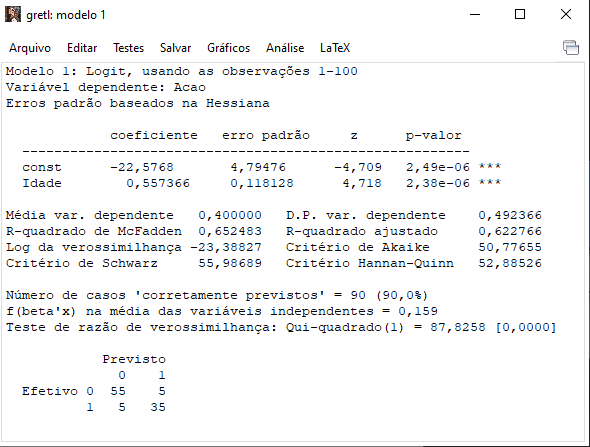 gretl: modelo 1
Arquivo Editar Testes Salvar Gráficos Análise LaTeX
Modelo 1: Logit, usando as observações 1-100
Variável dependente: Acao
Erros padrão baseados na Hessiana
coeficiente erro padrão z p-valor
-------------------------------------------------------
const −22,5768 4,79476 −4,709 2,49e-06 ***
Idade 0,557366 0,118128 4,718 2,38e-06 ***
Média var. dependente 0,400000 D.P. var. dependente 0,492366
R-quadrado de McFadden 0,652483 R-quadrado ajustado 0,622766
Log da verossimilhança −23,38827 Critério de Akaike 50,77655
Critério de Schwarz 55,98689 Critério Hannan-Quinn 52,88526
Número de casos 'corretamente previstos' = 90 (90,0%)
f(beta'x) na média das variáveis independentes = 0,159
Teste de razão de verossimilhança: Qui-quadrado(1) = 87,8258 [0,0000]
Previsto
0 1
Efetivo 0 55 5
1 5 35